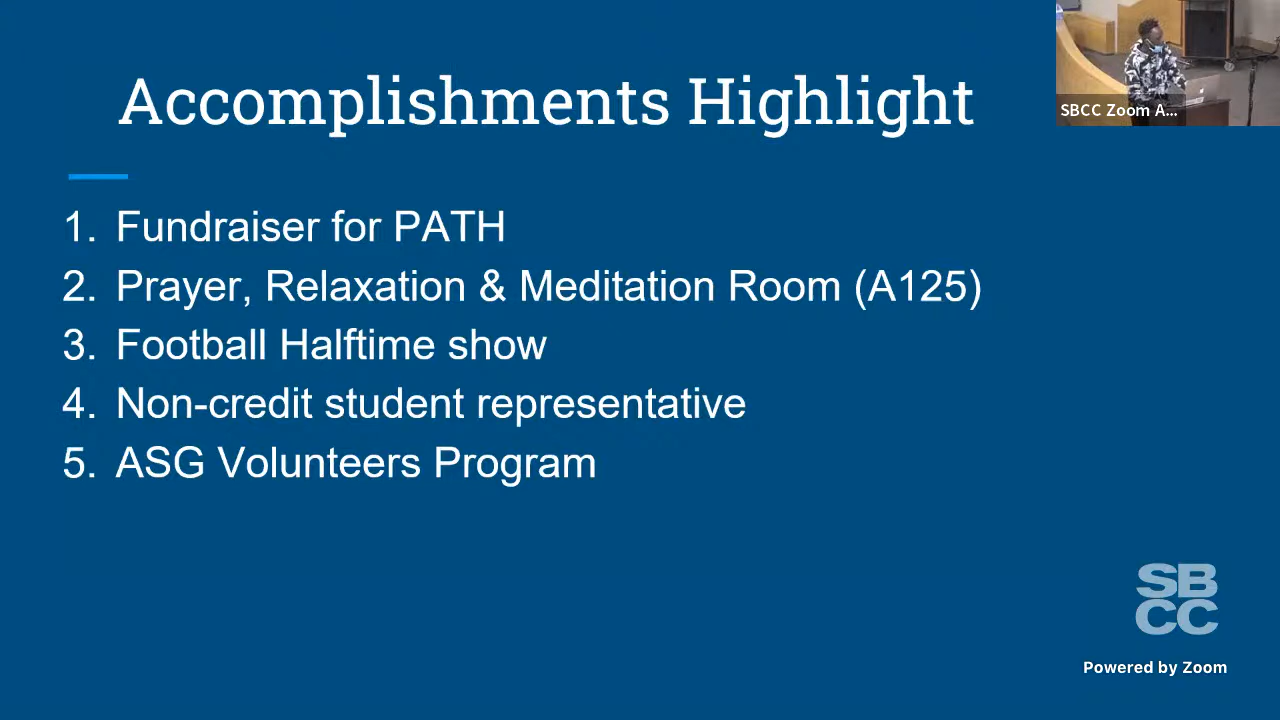 Accomplishments Highlight
SBCC Zoom A...
1. Fundraiser for PATH
2. Prayer, Relaxation & Meditation Room (A125)
3. Football Halftime show
4. Non-credit student representative
5. ASG Volunteers Program
SB
CC
Powered by Zoom